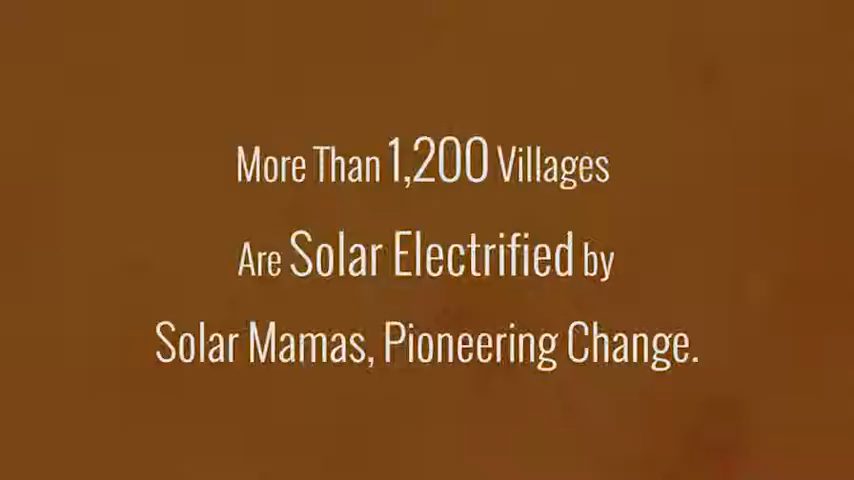 More Than 1,200 Villages
Are Solar Electrified by
Solar Mamas, Pioneering Change.